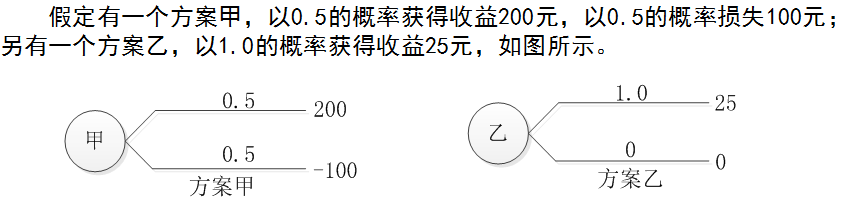 假定有一个方案甲，以0.5的概率获得收益200元，以0.5的概率损失100元；
另有一个方案乙，以1.0的概率获得收益25元，如图所示。
0.5
200
甲
0.5
-100
方案甲
1.0
25
乙
0
0
方案乙